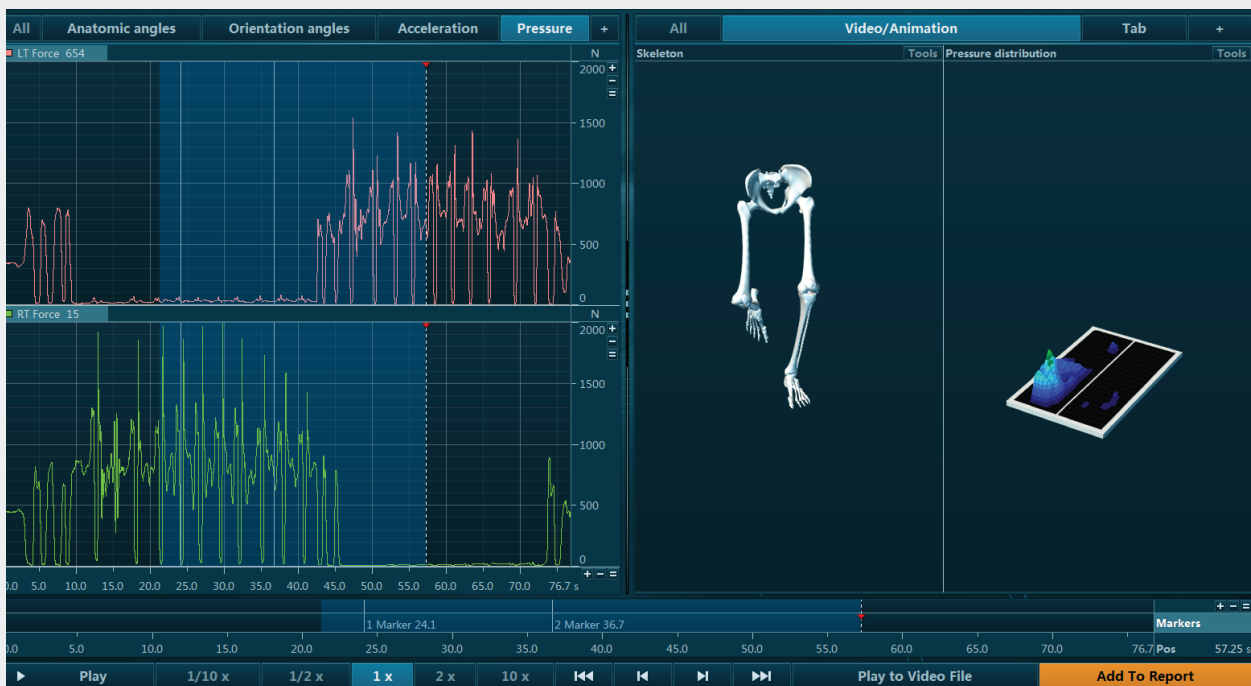 All Anatomic angles Orientation angles Acceleration Pressure + All Video/Animation Tab +
LT Force 654 N
Skeleton Tools Pressure distribution Tools
2000 + − =
1500
1000
500
0
RT Force 15 N
2000 + − =
1500
1000
500
0
+ − =
0.0 5.0 10.0 15.0 20.0 25.0 30.0 35.0 40.0 45.0 50.0 55.0 60.0 65.0 70.0 76.7 s
+ − =
1 Marker 24.1 2 Marker 36.7 Markers
0.0 5.0 10.0 15.0 20.0 25.0 30.0 35.0 40.0 45.0 50.0 55.0 60.0 65.0 70.0 76.7 Pos 57.25 s
Play 1/10 x 1/2 x 1 x 2 x 10 x Play to Video File Add To Report